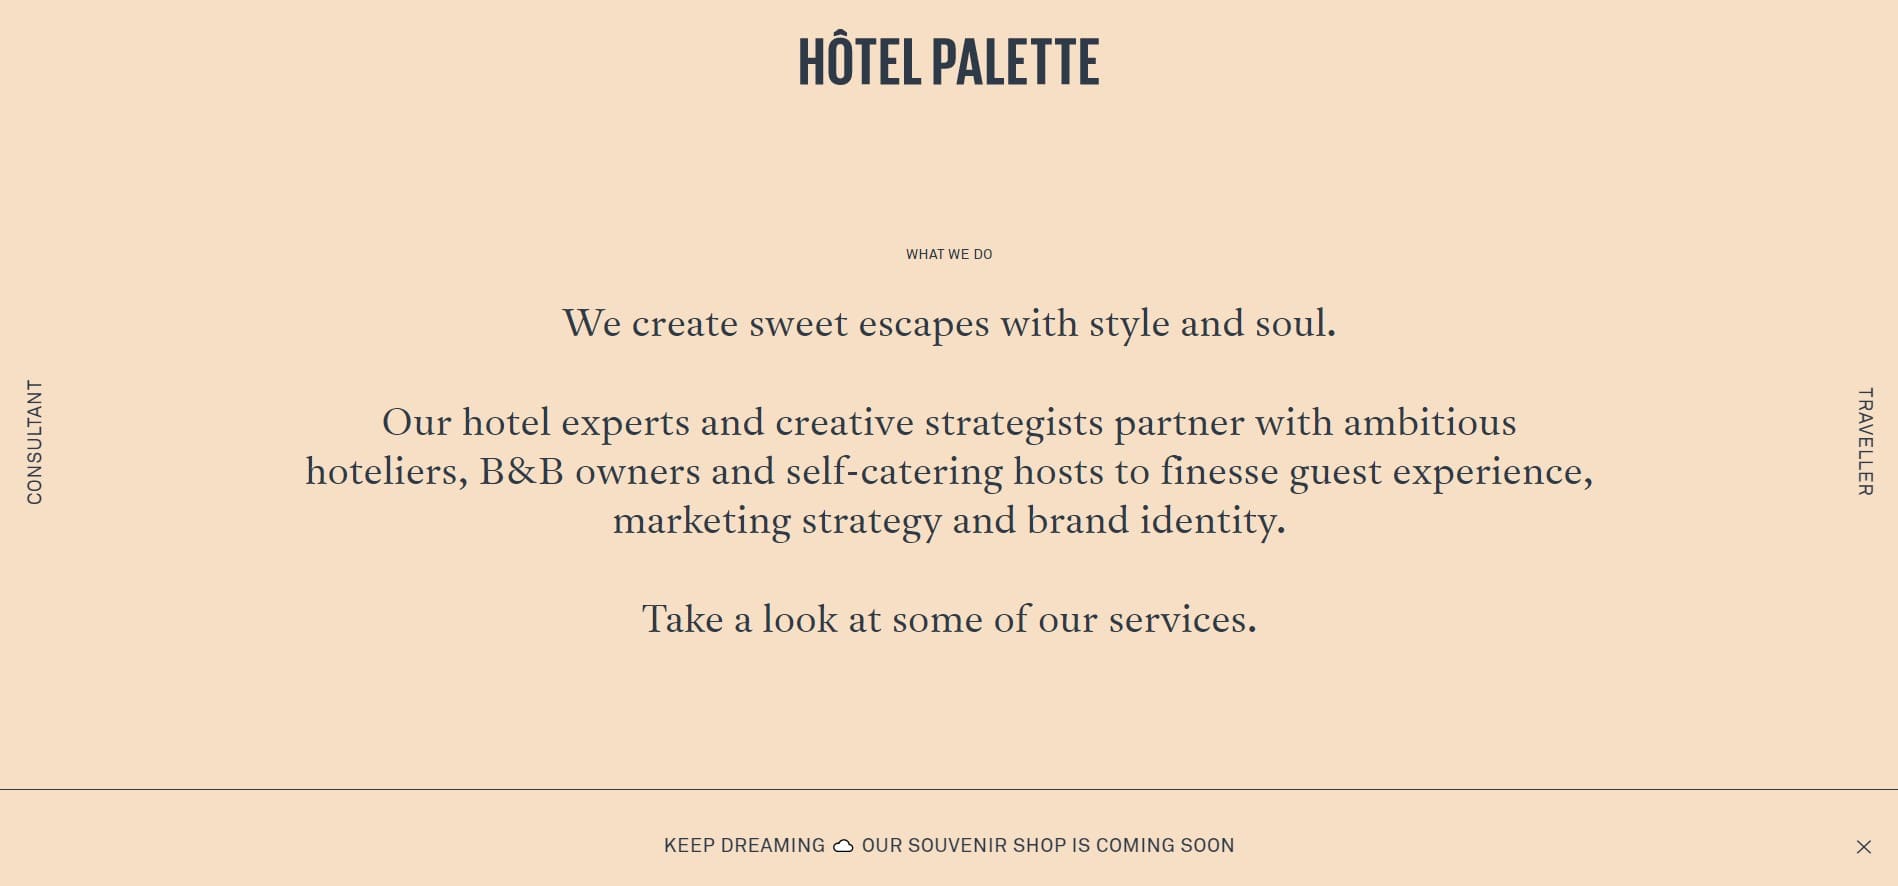 HÔTEL PALETTE
WHAT WE DO
We create sweet escapes with style and soul.
Our hotel experts and creative strategists partner with ambitious
hoteliers, B&B owners and self-catering hosts to finesse guest experience,
marketing strategy and brand identity.
Take a look at some of our services.
CONSULTANT
TRAVELLER
KEEP DREAMING OUR SOUVENIR SHOP IS COMING SOON